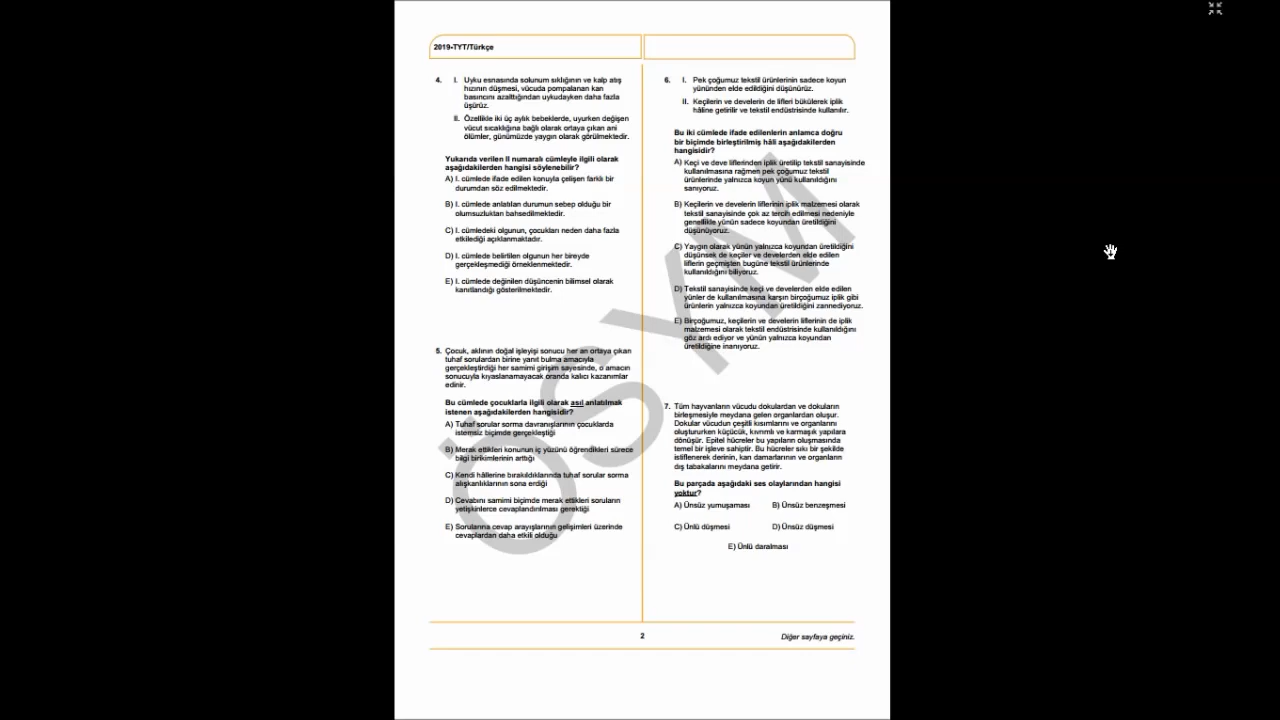 2019-TYT/Türkçe
4. I. Uyku esnasında solunum sıklığının ve kalp atış
hızının düşmesi, vücuda pompalanan kan
basıncını azalttığından uykudayken daha fazla
üşürüz.
II. Özellikle iki üç aylık bebeklerde, uyurken değişen
vücut sıcaklığına bağlı olarak ortaya çıkan ani
ölümler, günümüzde yaygın olarak görülmektedir.
Yukarıda verilen II numaralı cümleyle ilgili olarak
aşağıdakilerden hangisi söylenebilir?
A) I. cümlede ifade edilen konuyla çelişen farklı bir
durumdan söz edilmektedir.
B) I. cümlede anlatılan durumun sebep olduğu bir
olumsuzluktan bahsedilmektedir.
C) I. cümledeki olgunun, çocukları neden daha fazla
etkilediği açıklanmaktadır.
D) I. cümlede belirtilen olgunun her bireyde
gerçekleşmediği örneklenmektedir.
E) I. cümlede değinilen düşüncenin bilimsel olarak
kanıtlandığı gösterilmektedir.
5. Çocuk, aklının doğal işleyişi sonucu her an ortaya çıkan
tuhaf sorulardan birine yanıt bulma amacıyla
gerçekleştirdiği her samimi girişim sayesinde, o amacın
sonucuyla kıyaslanamayacak oranda kalıcı kazanımlar
edinir.
Bu cümlede çocuklarla ilgili olarak asıl anlatılmak
istenen aşağıdakilerden hangisidir?
A) Tuhaf sorular sorma davranışlarının çocuklarda
istemsiz biçimde gerçekleştiği
B) Merak ettikleri konunun iç yüzünü öğrendikleri sürece
bilgi birikimlerinin arttığı
C) Kendi hâllerine bırakıldıklarında tuhaf sorular sorma
alışkanlıklarının sona erdiği
D) Cevabını samimi biçimde merak ettikleri soruların
yetişkinlerce cevaplandırılması gerektiği
E) Sorularına cevap arayışlarının gelişimleri üzerinde
cevaplardan daha etkili olduğu
6. I. Pek çoğumuz tekstil ürünlerinin sadece koyun
yününden elde edildiğini düşünürüz.
II. Keçilerin ve develerin de lifleri bükülerek iplik
hâline getirilir ve tekstil endüstrisinde kullanılır.
Bu iki cümlede ifade edilenlerin anlamca doğru
bir biçimde birleştirilmiş hâli aşağıdakilerden
hangisidir?
A) Keçi ve deve liflerinden iplik üretilip tekstil sanayisinde
kullanılmasına rağmen pek çoğumuz tekstil
ürünlerinde yalnızca koyun yünü kullanıldığını
sanıyoruz.
B) Keçilerin ve develerin liflerinin iplik malzemesi olarak
tekstil sanayisinde çok az tercih edilmesi nedeniyle
genellikle yünün sadece koyundan üretildiğini
düşünüyoruz.
C) Yaygın olarak yünün yalnızca koyundan üretildiğini
düşünsek de keçiler ve develerden elde edilen
liflerin geçmişten bugüne tekstil ürünlerinde
kullanıldığını biliyoruz.
D) Tekstil sanayisinde keçi ve develerden elde edilen
yünler de kullanılmasına karşın birçoğumuz iplik gibi
ürünlerin yalnızca koyundan üretildiğini zannediyoruz.
E) Birçoğumuz, keçilerin ve develerin liflerinin de iplik
malzemesi olarak tekstil endüstrisinde kullanıldığını
göz ardı ediyor ve yünün yalnızca koyundan
üretildiğine inanıyoruz.
7. Tüm hayvanların vücudu dokulardan ve dokuların
birleşmesiyle meydana gelen organlardan oluşur.
Dokular vücudun çeşitli kısımlarını ve organlarını
oluştururken küçücük, kıvrımlı ve karmaşık yapılara
dönüşür. Epitel hücreler bu yapıların oluşmasında
temel bir işleve sahiptir. Bu hücreler sıkı bir şekilde
istiflenerek derinin, kan damarlarının ve organların
dış tabakalarını meydana getirir.
Bu parçada aşağıdaki ses olaylarından hangisi
yoktur?
A) Ünsüz yumuşaması B) Ünsüz benzeşmesi
C) Ünlü düşmesi D) Ünsüz düşmesi
E) Ünlü daralması
ÖSYM
2
Diğer sayfaya geçiniz.